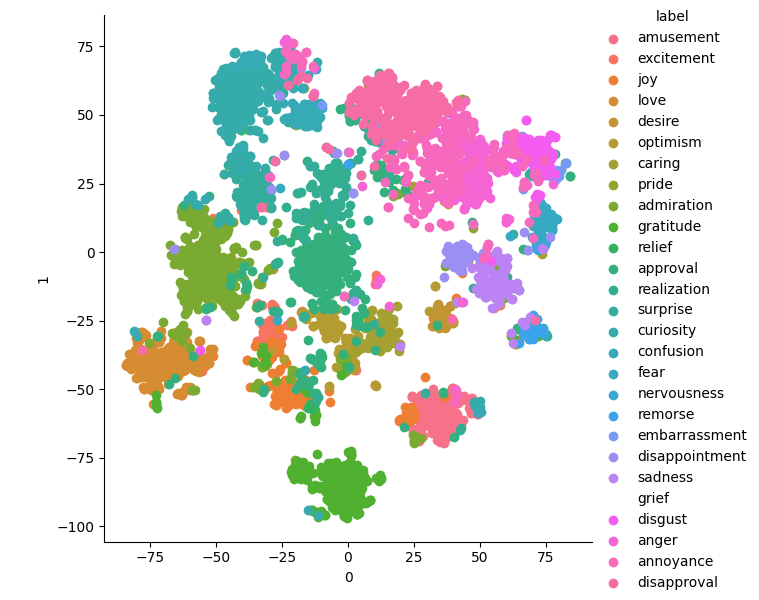 label
amusement
excitement
joy
love
desire
optimism
caring
pride
admiration
gratitude
relief
approval
realization
surprise
curiosity
confusion
fear
nervousness
remorse
embarrassment
disappointment
sadness
grief
disgust
anger
annoyance
disapproval
75
50
25
0
−25
−50
−75
−100
1
−75
−50
−25
0
25
50
75
0